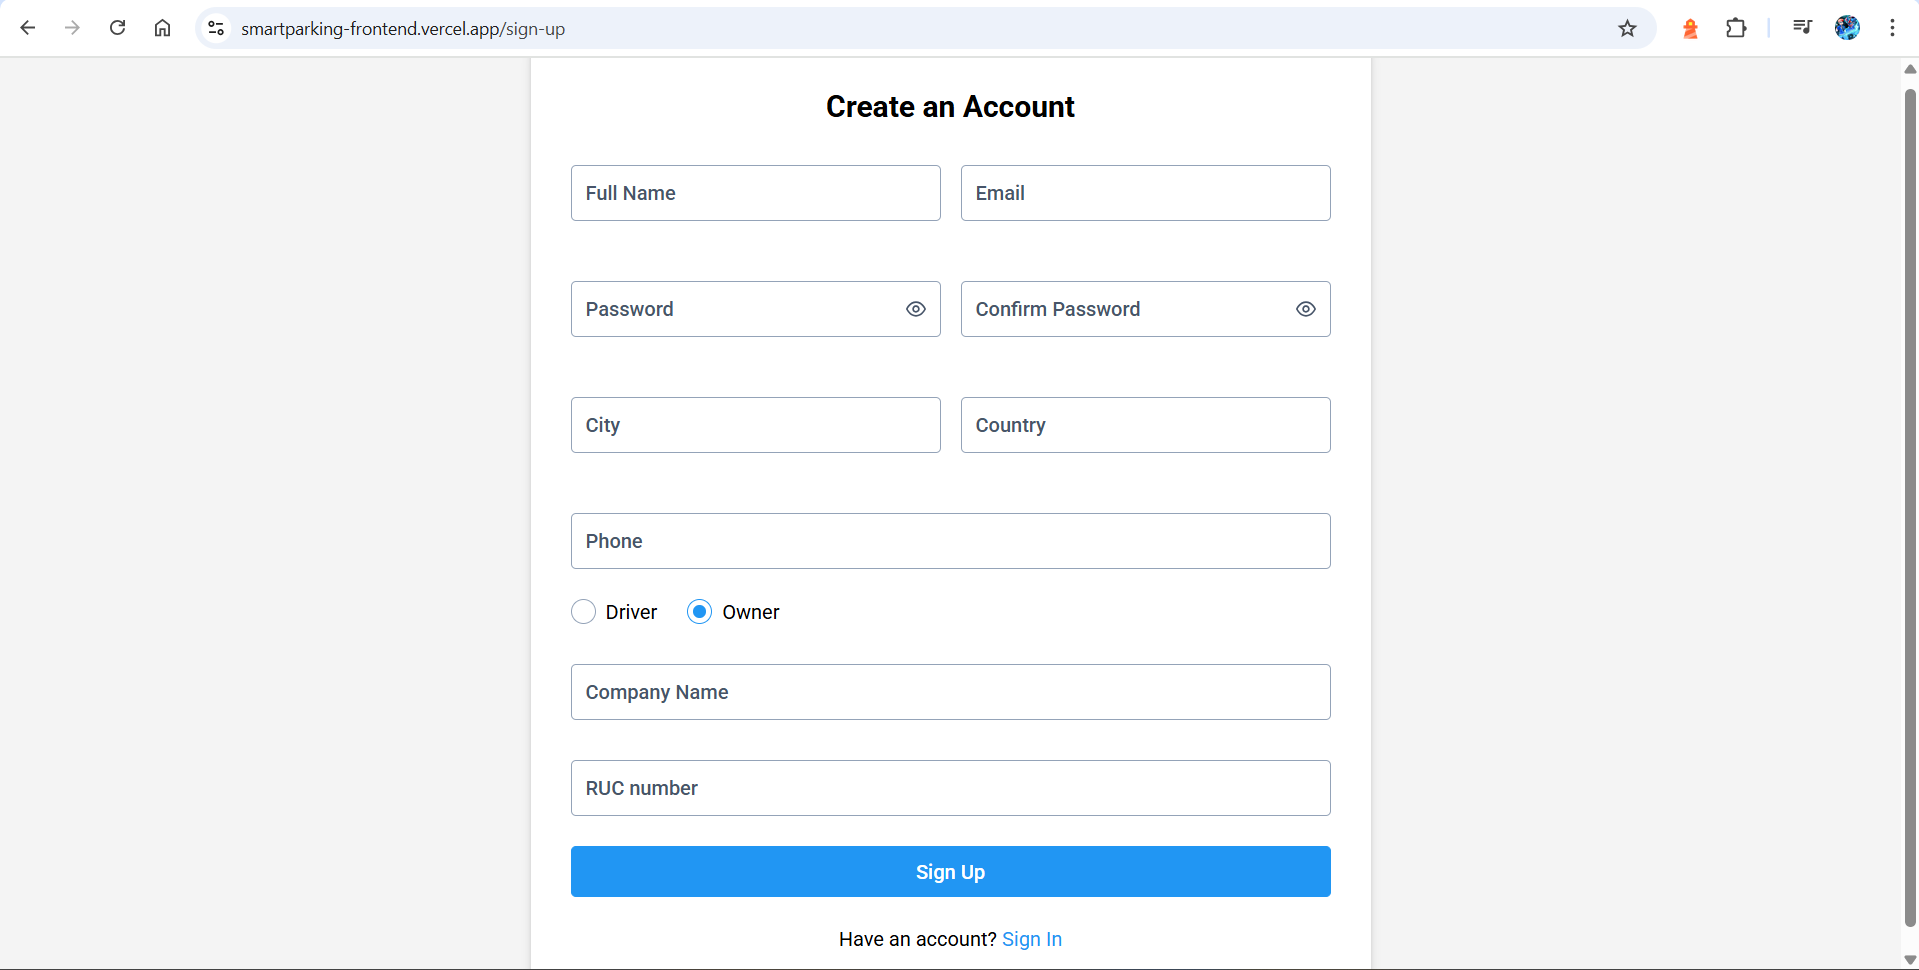 smartparking-frontend.vercel.app/sign-up
Create an Account
Full Name Email
Password Confirm Password
City Country
Phone
Driver Owner
Company Name
RUC number
Sign Up
Have an account? Sign In